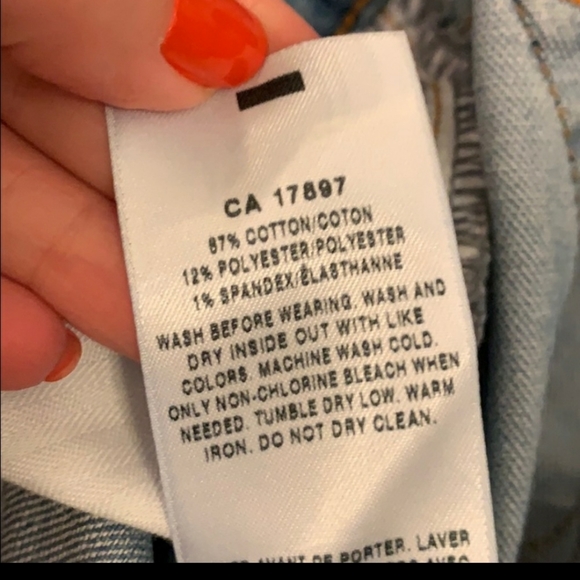 CA 17897
87% COTTON/COTON
12% POLYESTER/POLYESTER
1% SPANDEX/ÉLASTHANNE
WASH BEFORE WEARING. WASH AND
DRY INSIDE OUT WITH LIKE
COLORS. MACHINE WASH COLD.
ONLY NON-CHLORINE BLEACH WHEN
NEEDED. TUMBLE DRY LOW. WARM
IRON. DO NOT DRY CLEAN.
AVANT DE PORTER. LAVER
AVEC